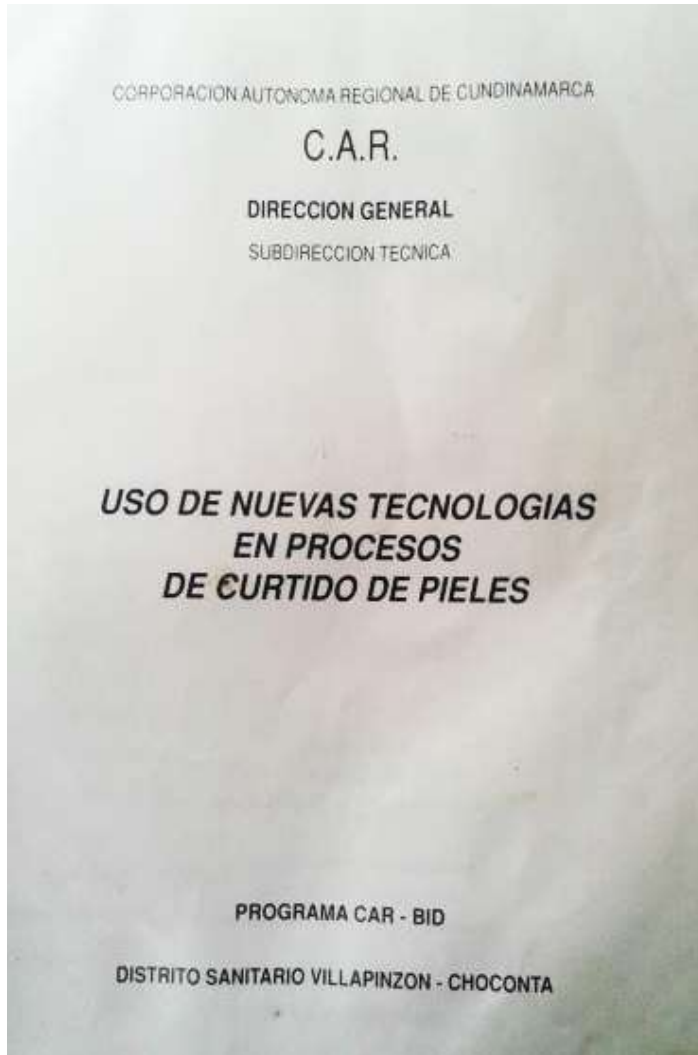 CORPORACION AUTONOMA REGIONAL DE CUNDINAMARCA
C.A.R.
DIRECCION GENERAL
SUBDIRECCION TECNICA
USO DE NUEVAS TECNOLOGIAS
EN PROCESOS
DE CURTIDO DE PIELES
PROGRAMA CAR - BID
DISTRITO SANITARIO VILLAPINZON - CHOCONTA